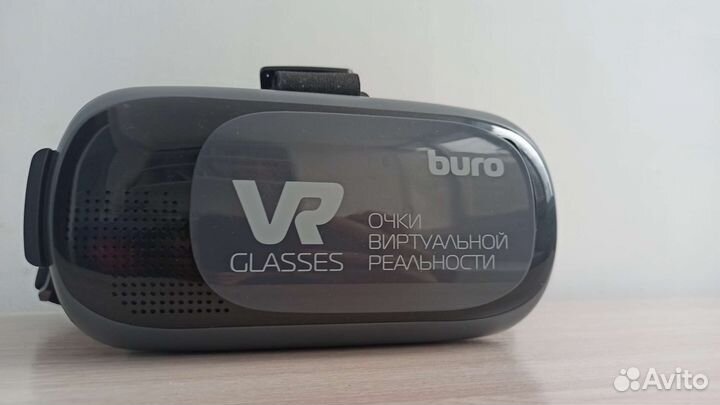 buro
VR
GLASSES
ОЧКИ
ВИРТУАЛЬНОЙ
РЕАЛЬНОСТИ
Avito